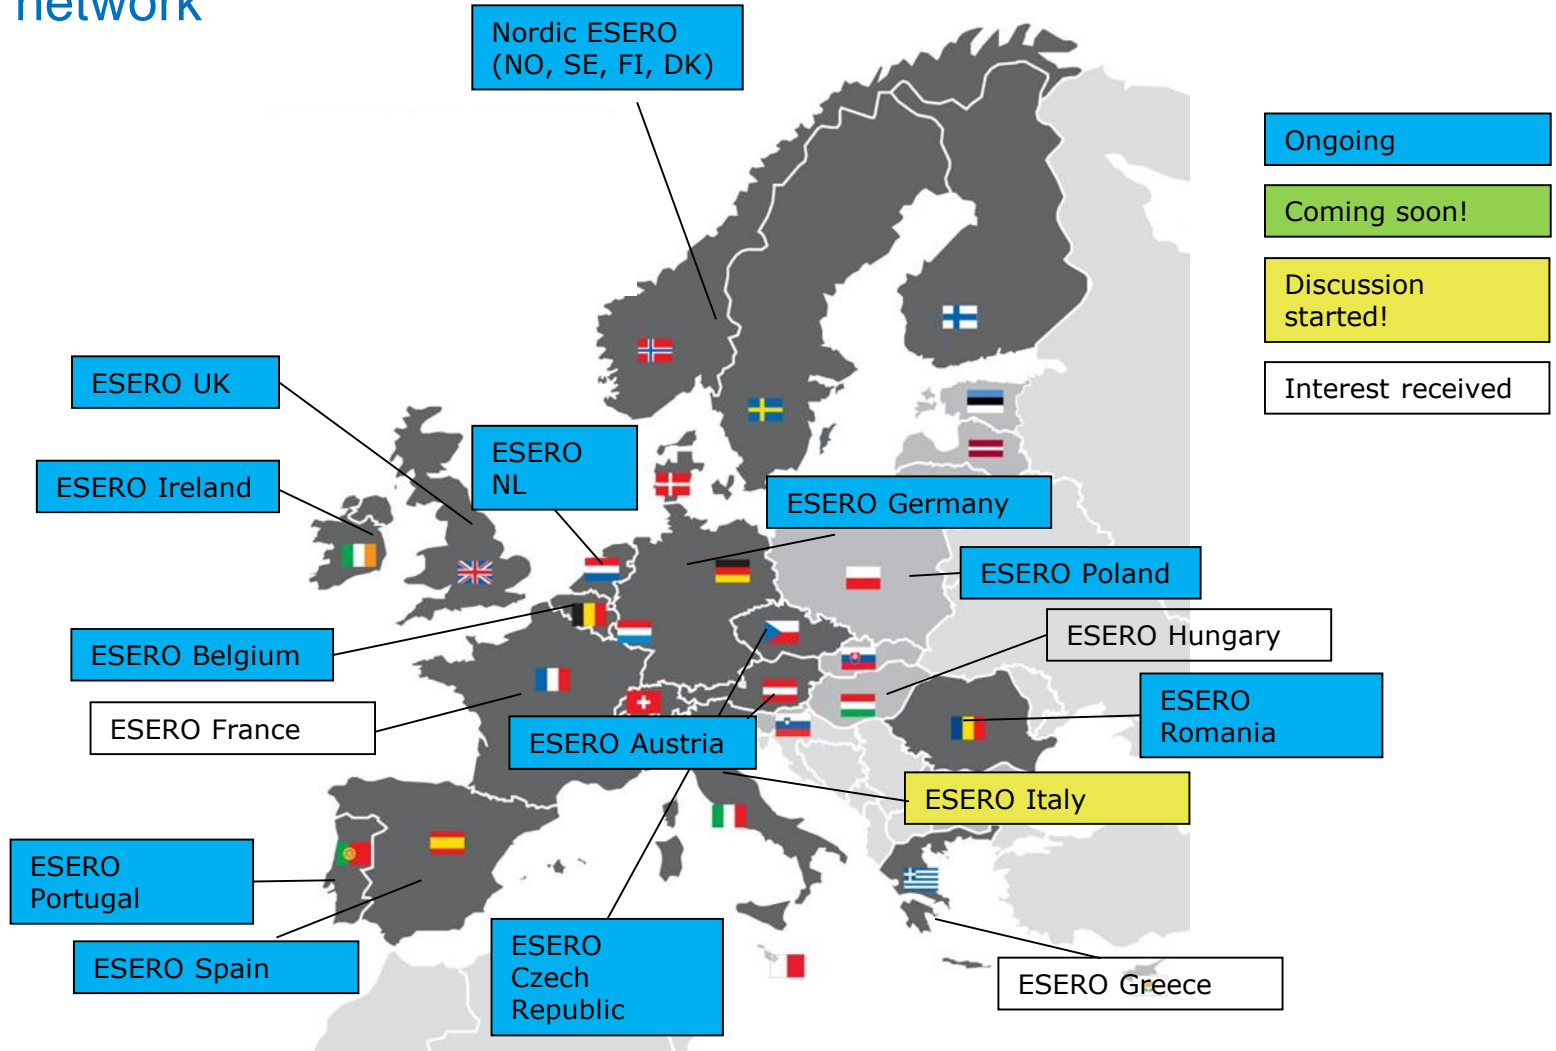 network
Nordic ESERO
(NO, SE, FI, DK)
Ongoing
Coming soon!
Discussion
started!
Interest received
ESERO UK
ESERO Ireland
ESERO
NL
ESERO Germany
ESERO Poland
ESERO Hungary
ESERO Belgium
ESERO France
ESERO Austria
ESERO
Romania
ESERO Italy
ESERO
Portugal
ESERO Spain
ESERO
Czech
Republic
ESERO Greece